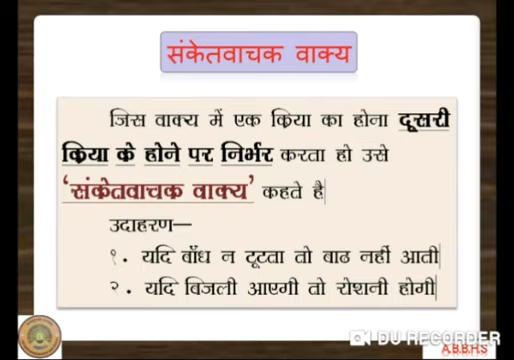 संकेतवाचक वाक्य
जिस वाक्य में एक क्रिया का होना दूसरी
क्रिया के होने पर निर्भर करता हो उसे
‘संकेतवाचक वाक्य’ कहते है|
उदाहरण–
१. यदि बाँध न टूटता तो बाढ नहीं आती|
२. यदि बिजली आएगी तो रोशनी होगी|
DU RECORDER
A.B.B.H.S